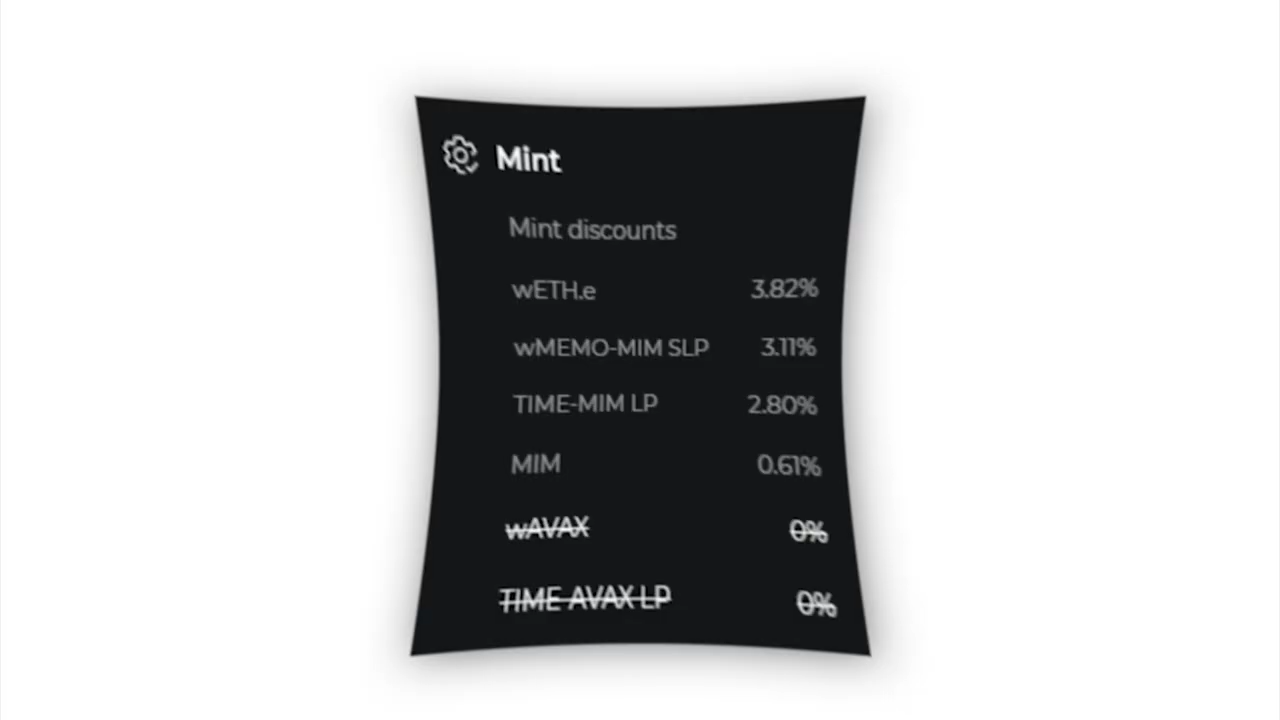 Mint
Mint discounts
wETH.e 3.82%
wMEMO-MIM SLP 3.11%
TIME-MIM LP 2.80%
MIM 0.61%
wAVAX 0%
TIME-AVAX LP 0%